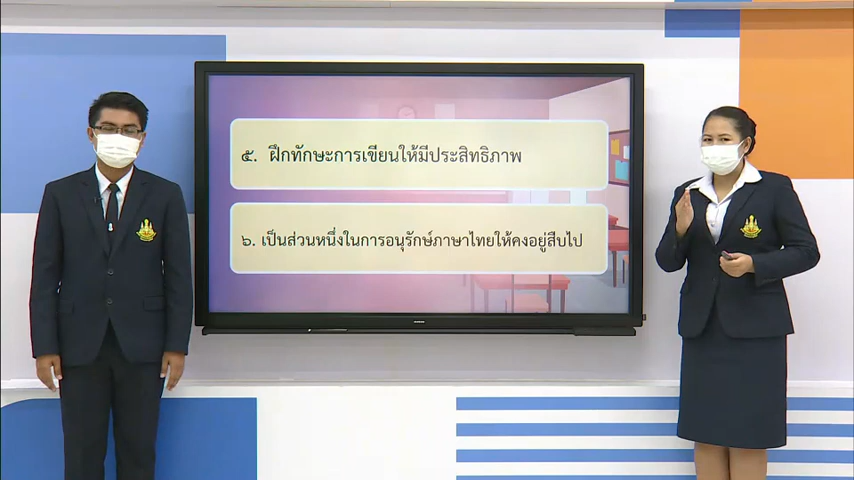 ๕. ฝึกทักษะการเขียนให้มีประสิทธิภาพ
๖. เป็นส่วนหนึ่งในการอนุรักษ์ภาษาไทยให้คงอยู่สืบไป